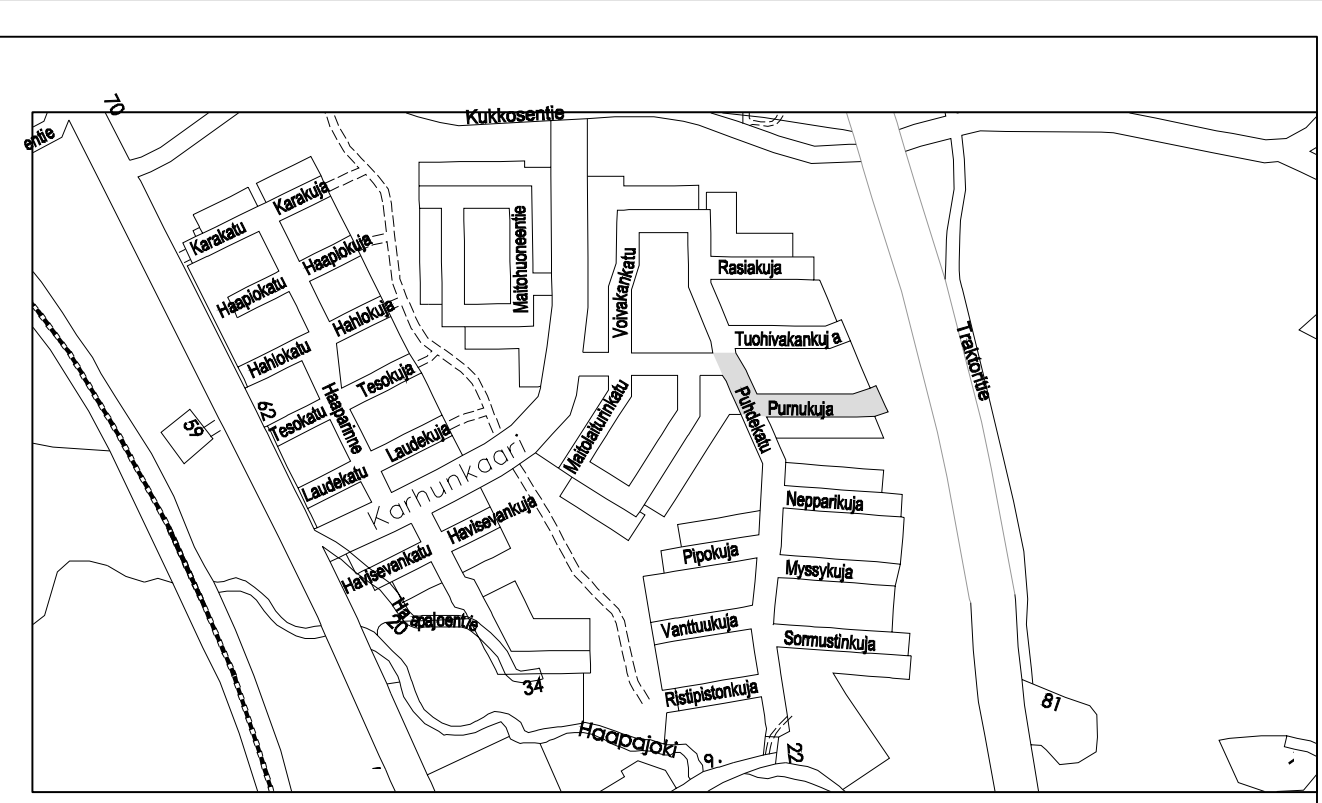 70
Kukkosentie
entie
Karakuja
Karakatu
Haapiokuja
Maitohuoneentie
Voivakankatu
Rasiakuja
Haapiokatu
Hahlokuja
Tuohivakankuja
Traktoritie
Hahlokatu
Tesokuja
Haaparinne
62
Tesokatu
59
Puhdekatu
Purnukuja
Maitolaiturinkatu
Laudekuja
Karhunkaari
Laudekatu
Havisevankuja
Nepparikuja
Havisevankatu
Pipokuja
Myssykuja
20
Haapajoentie
Vanttuukuja
Sormustinkuja
34
Ristipistonkuja
81
Haapajoki
9
22